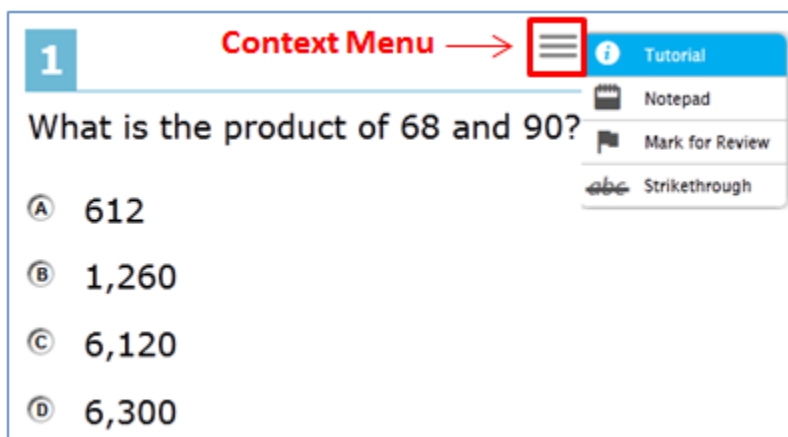 1
Context Menu
Tutorial
Notepad
Mark for Review
abc Strikethrough
What is the product of 68 and 90?
A 612
B 1,260
C 6,120
D 6,300